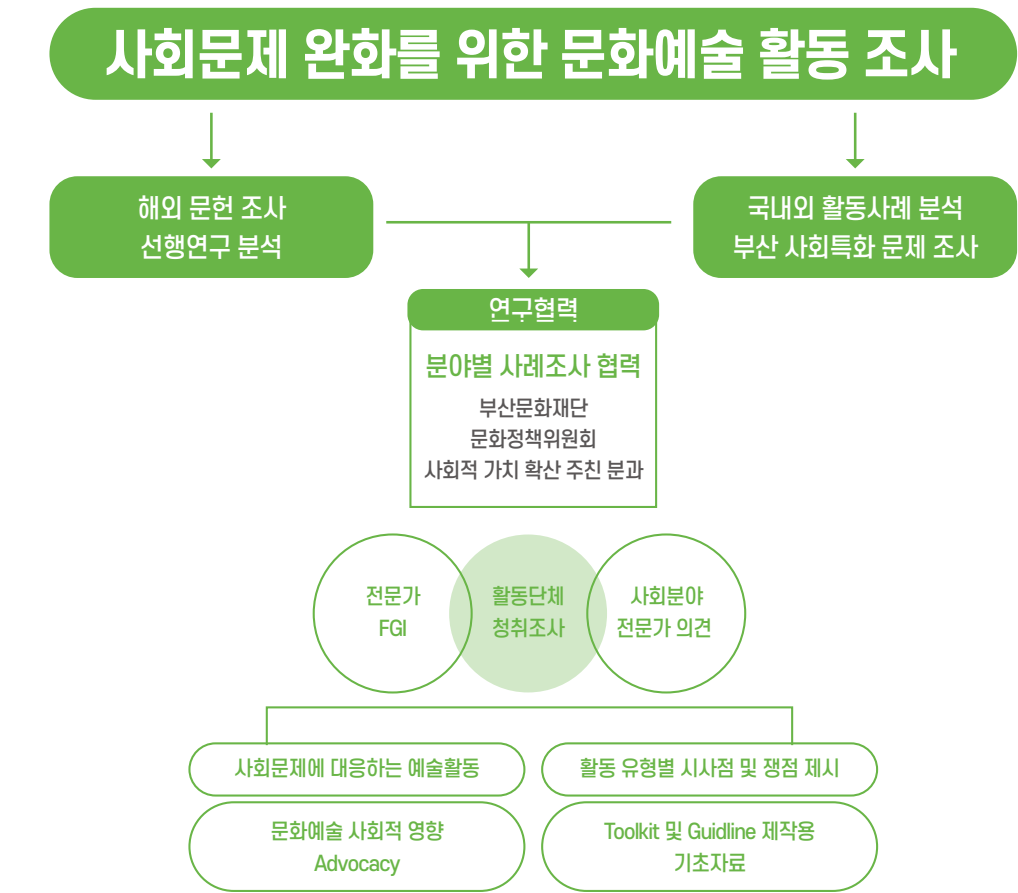 사회문제 완화를 위한 문화예술 활동 조사
해외 문헌 조사
선행연구 분석
국내외 활동사례 분석
부산 사회특화 문제 조사
연구협력
분야별 사례조사 협력
부산문화재단
문화정책위원회
사회적 가치 확산 주친 분과
전문가
FGI
활동단체
청취조사
사회분야
전문가 의견
사회문제에 대응하는 예술활동
활동 유형별 시사점 및 쟁점 제시
문화예술 사회적 영향
Advocacy
Toolkit 및 Guidline 제작용
기초자료